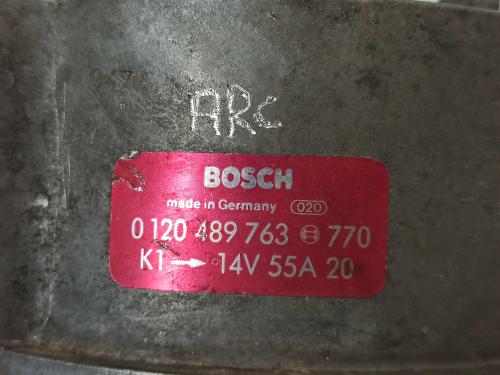 ARC
BOSCH
made in Germany 020
0 120 489 763 770
K1 → 14V 55A 20